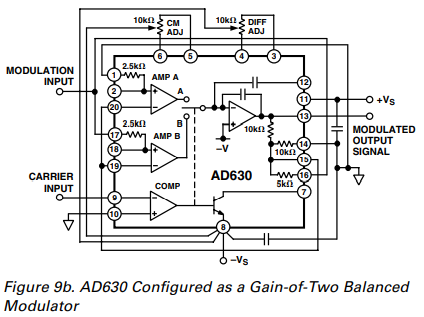 10kΩ CM ADJ
10kΩ DIFF ADJ
6 5 4 3
1 2.5kΩ
MODULATION INPUT
2 AMP A
A
20
12
11 +VS
13
B
17 2.5kΩ
10kΩ
AMP B
–V
MODULATED OUTPUT SIGNAL
18
10kΩ 14
19
15
CARRIER INPUT
COMP
AD630
5kΩ
16
9
7
10
8
–VS
Figure 9b. AD630 Configured as a Gain-of-Two Balanced
Modulator